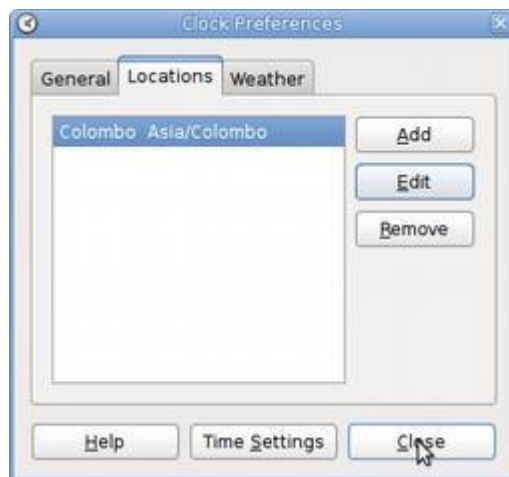 Clock Preferences
General Locations Weather
Colombo Asia/Colombo
Add
Edit
Remove
Help Time Settings Close